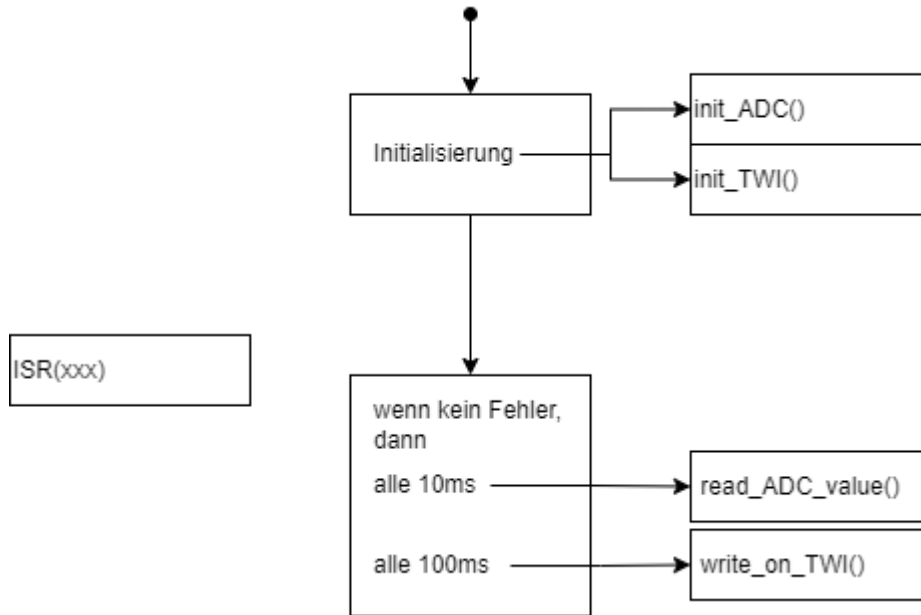 Initialisierung
init_ADC()
init_TWI()
ISR(xxx)
wenn kein Fehler,
dann
alle 10ms
read_ADC_value()
alle 100ms
write_on_TWI()